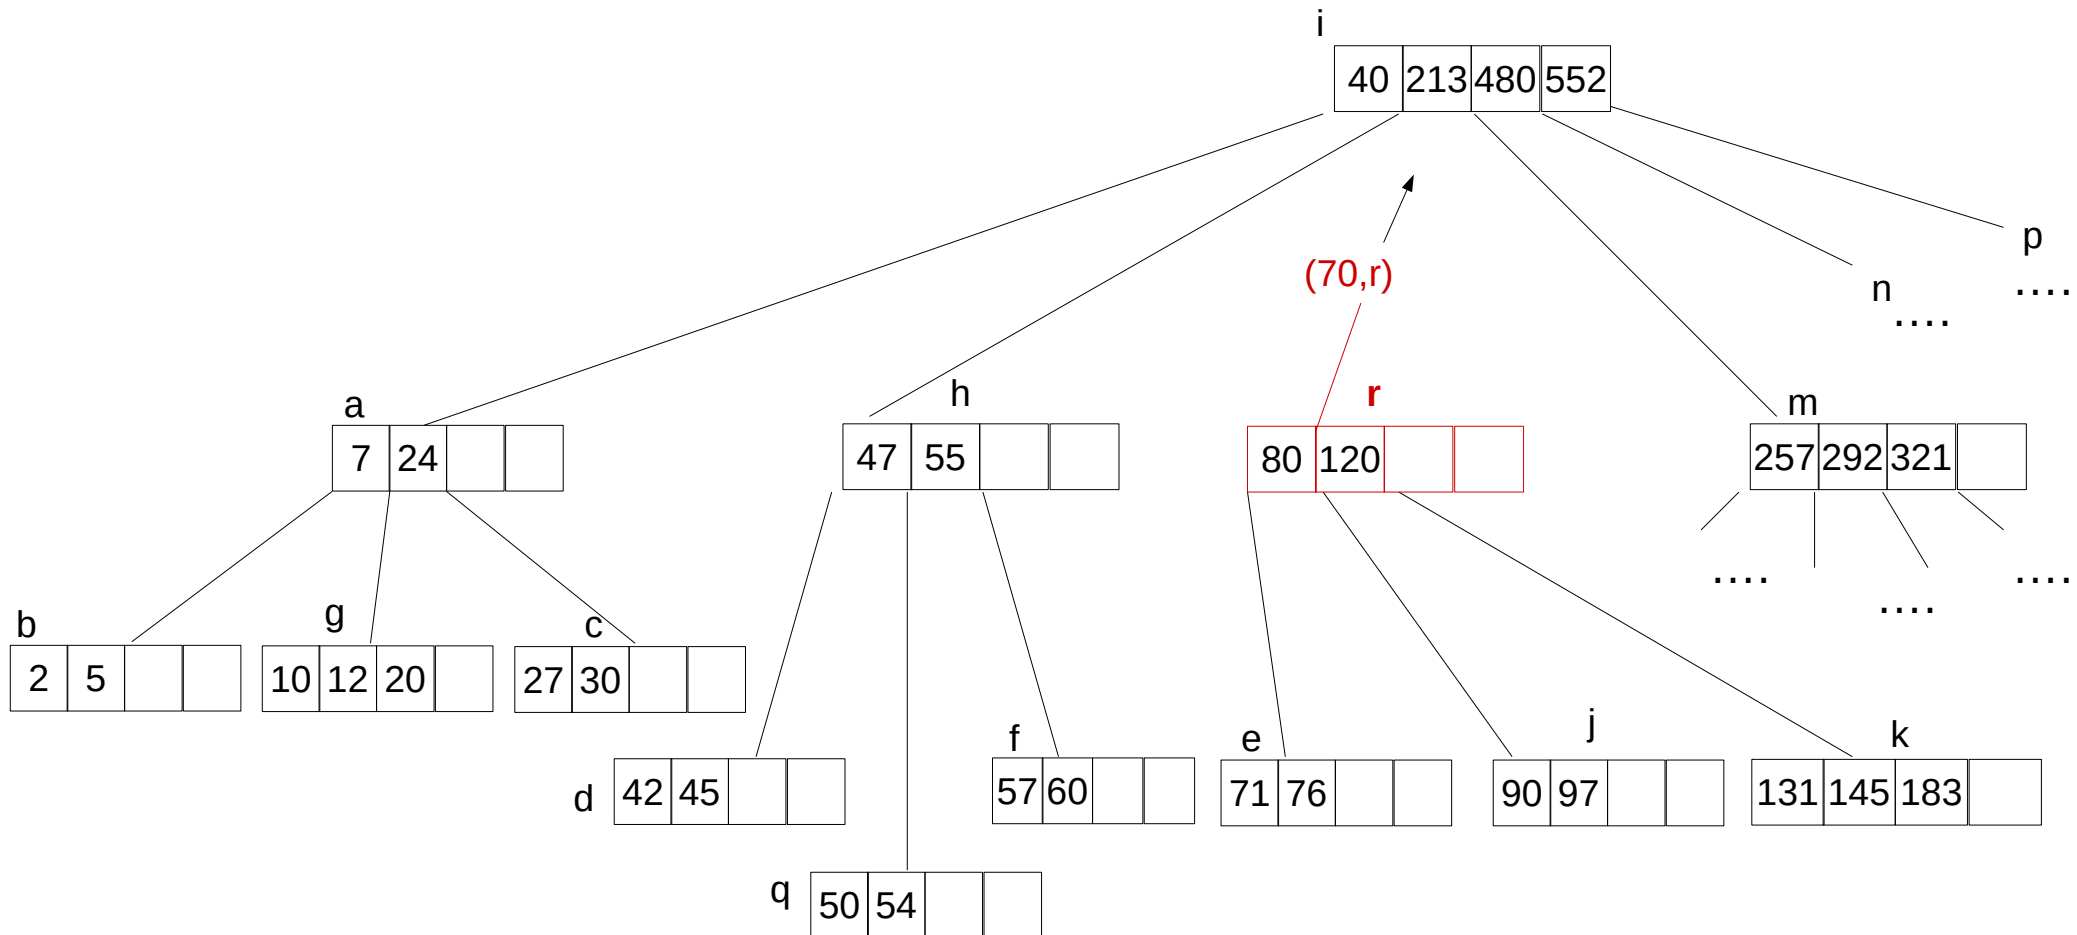 i
40 213 480 552
p
....
(70,r)
n
....
a
h
r
m
7 24
47 55
80 120
257 292 321
....
....
....
b
g
c
2 5
10 12 20
27 30
d
42 45
f
57 60
e
71 76
j
90 97
k
131 145 183
q
50 54